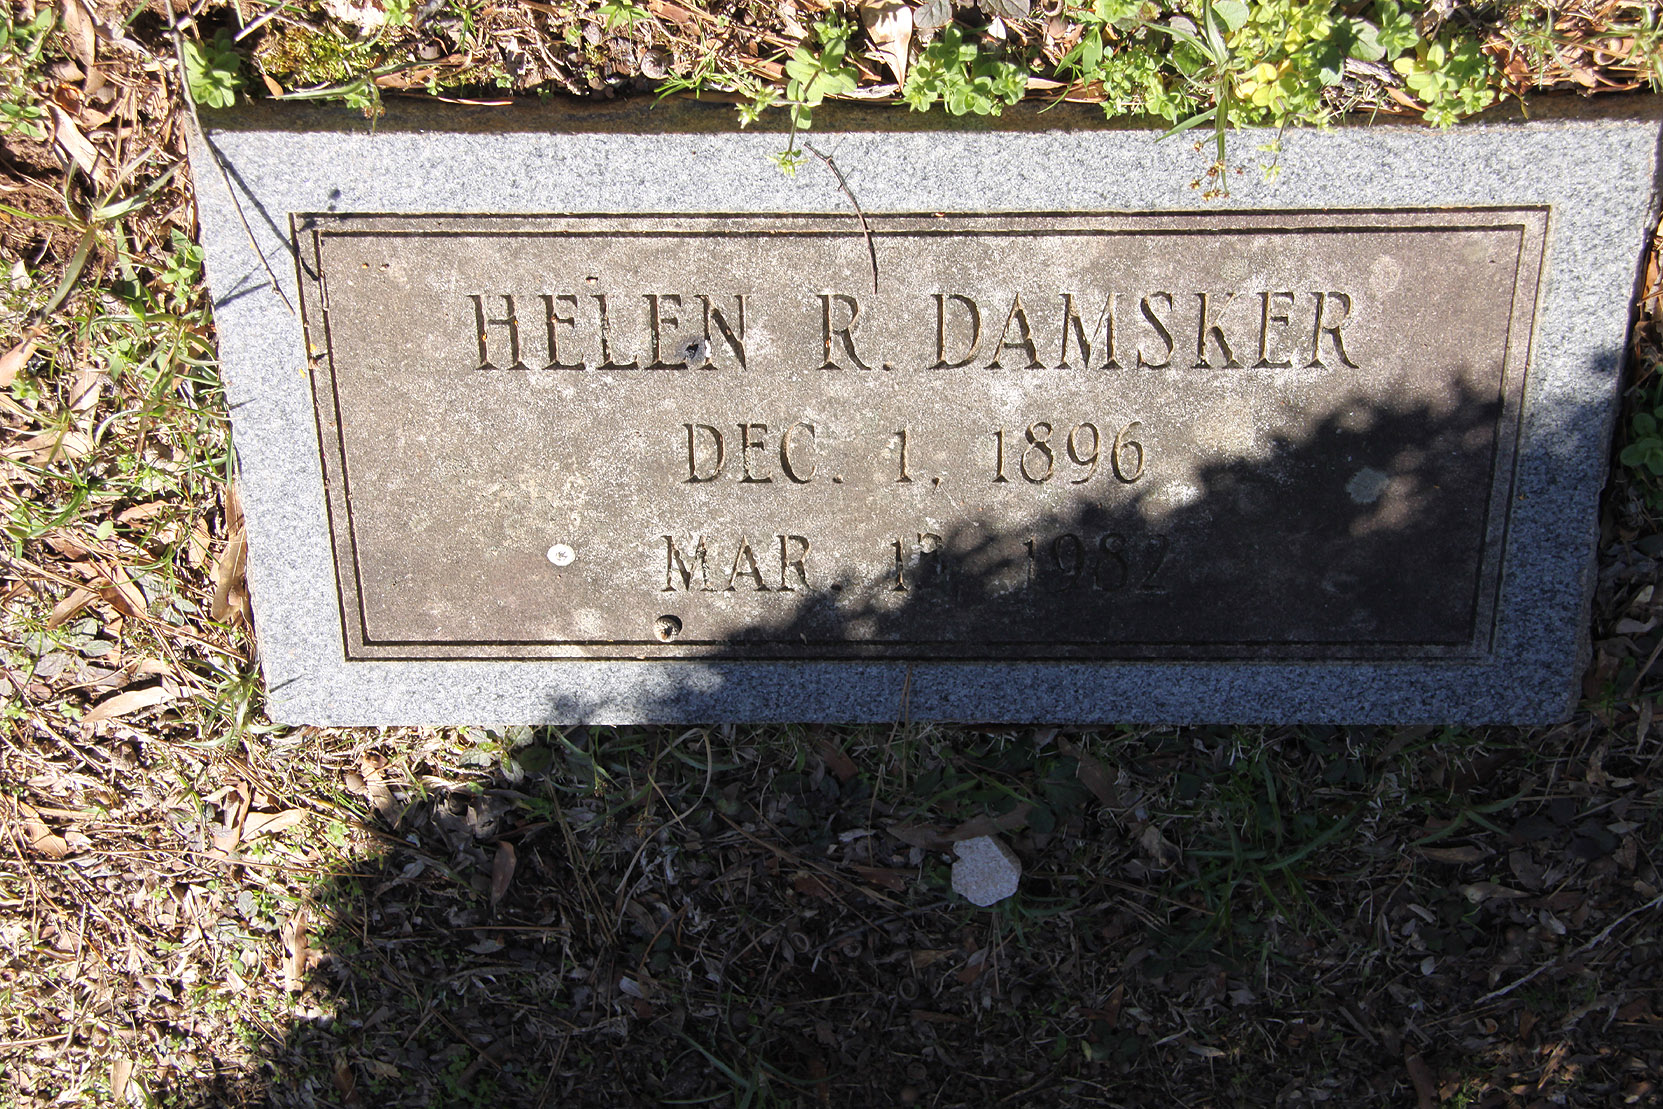 HELEN R. DAMSKER
DEC. 1, 1896
MAR. 1982